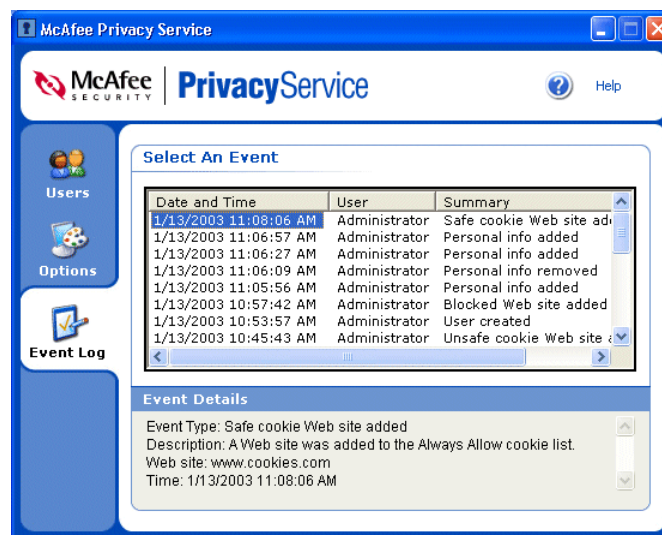 McAfee Privacy Service
McAfee SECURITY PrivacyService
Help
Users
Options
Event Log
Select An Event
Date and Time User Summary
1/13/2003 11:08:06 AM Administrator Safe cookie Web site
1/13/2003 11:06:57 AM Administrator Personal info added
1/13/2003 11:06:27 AM Administrator Personal info added
1/13/2003 11:06:09 AM Administrator Personal info removed
1/13/2003 11:05:56 AM Administrator Personal info added
1/13/2003 10:57:42 AM Administrator Blocked Web site added
1/13/2003 10:53:57 AM Administrator User created
1/13/2003 10:45:43 AM Administrator Unsafe cookie Web site
Event Details
Event Type: Safe cookie Web site added
Description: A Web site was added to the Always Allow cookie list.
Web site: www.cookies.com
Time: 1/13/2003 11:08:06 AM